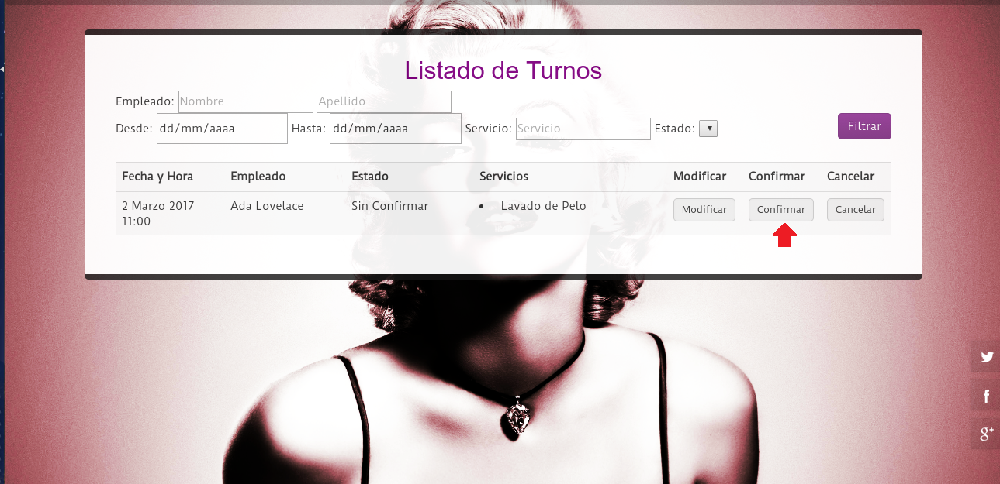 Listado de Turnos
Empleado: Nombre Apellido
Desde: dd/mm/aaaa Hasta: dd/mm/aaaa Servicio: Servicio Estado: Filtrar
Fecha y Hora Empleado Estado Servicios Modificar Confirmar Cancelar
2 Marzo 2017 Ada Lovelace Sin Confirmar • Lavado de Pelo Modificar Confirmar Cancelar
11:00